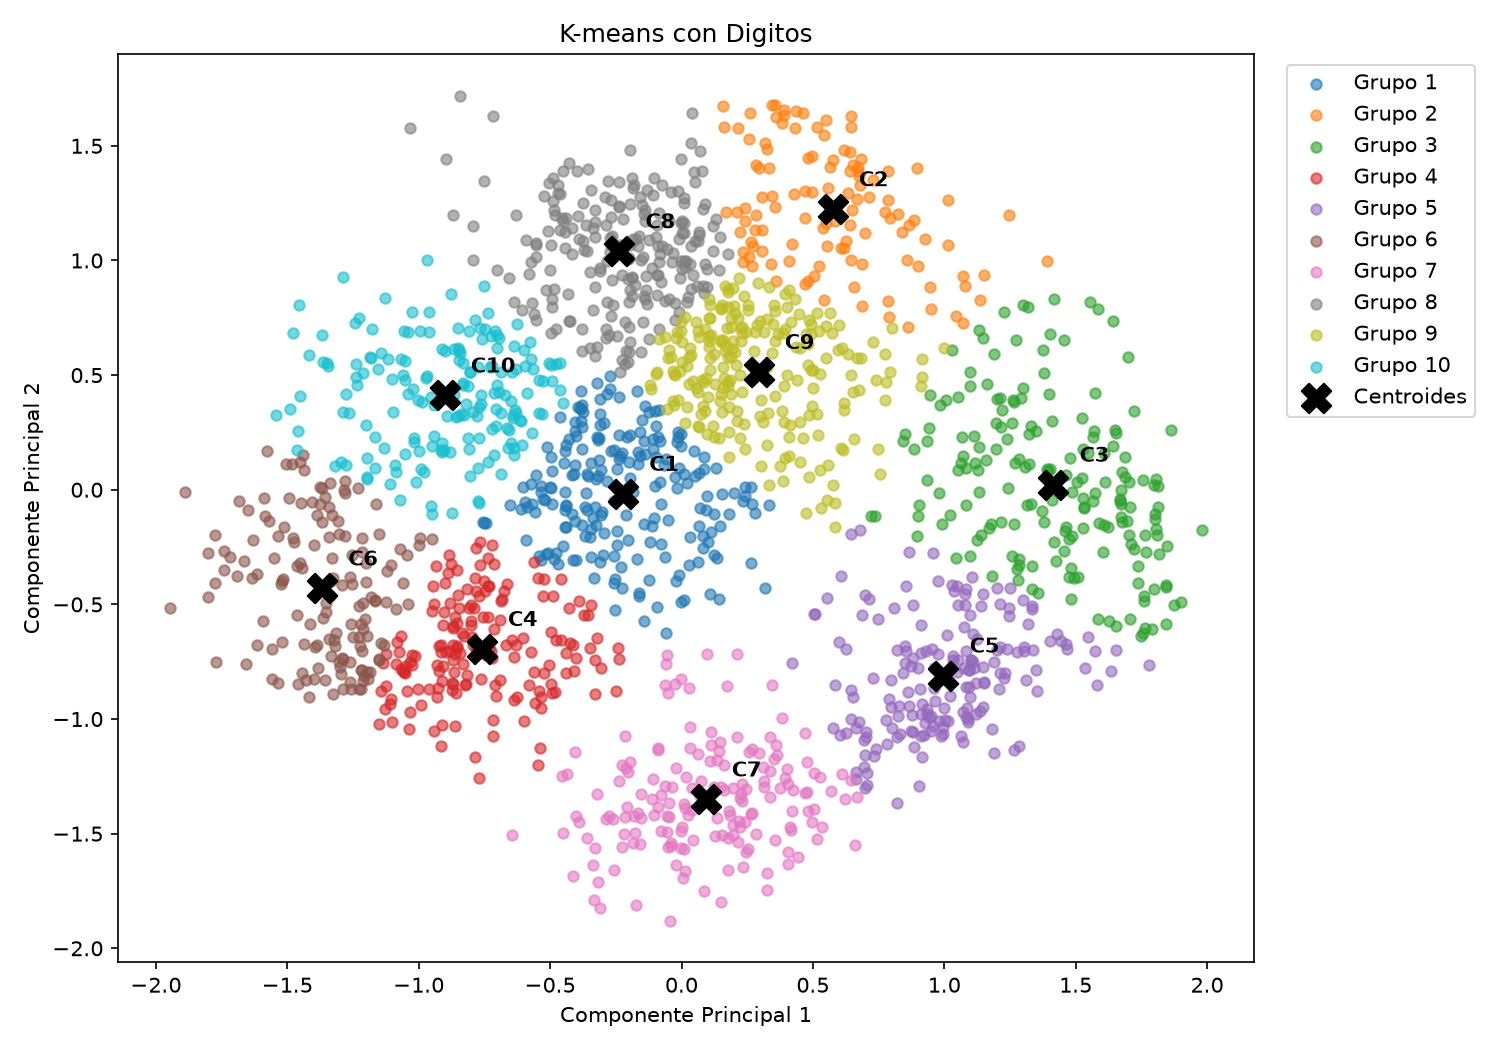 K-means con Digitos
Grupo 1
Grupo 2
Grupo 3
Grupo 4
Grupo 5
Grupo 6
Grupo 7
Grupo 8
Grupo 9
Grupo 10
Centroides
C2
C8
C9
C10
C1
C3
C6
C4
C5
C7
1.5
1.0
0.5
0.0
−0.5
−1.0
−1.5
−2.0
Componente Principal 2
−2.0 −1.5 −1.0 −0.5 0.0 0.5 1.0 1.5 2.0
Componente Principal 1